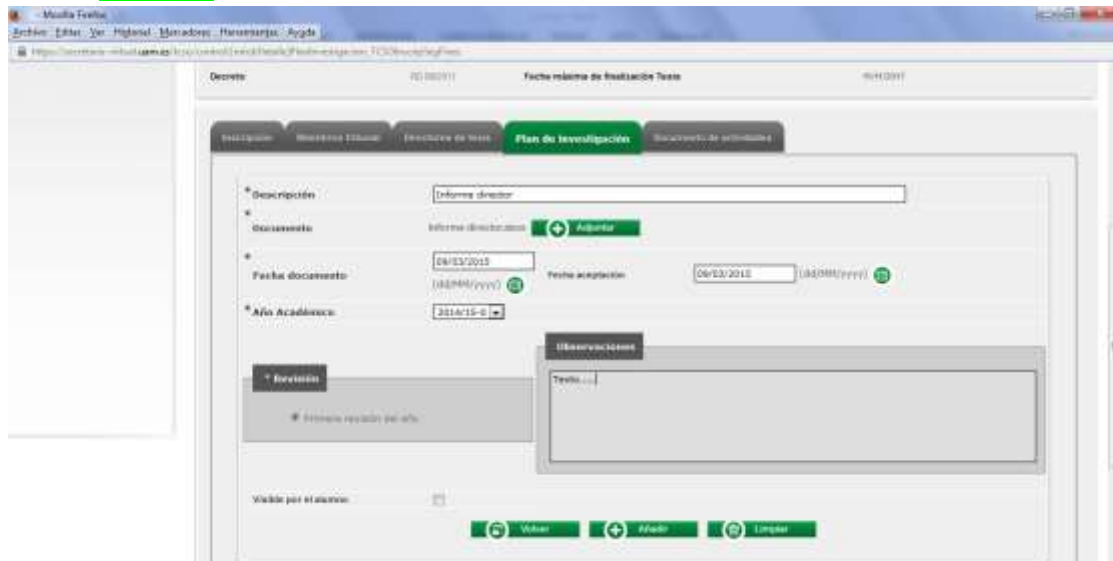 - Mozilla Firefox
Archivo Editar Ver Historial Marcadores Herramientas Ayuda
Decreto Fecha máxima de finalización Tesis
Inscripción Miembros tribunal Directores de tesis Plan de investigación Documento de actividades
* Descripción Informe director
*
Documento Informe director Adjuntar
*
Fecha documento 09/03/2015 (dd/MM/yyyy) Fecha aceptación 09/03/2015 (dd/MM/yyyy)
* Año Académico 2014/15-0
Observaciones
* Revisión Texto....
Primera revisión del año
Visible por el alumno
Volver Añadir Limpiar